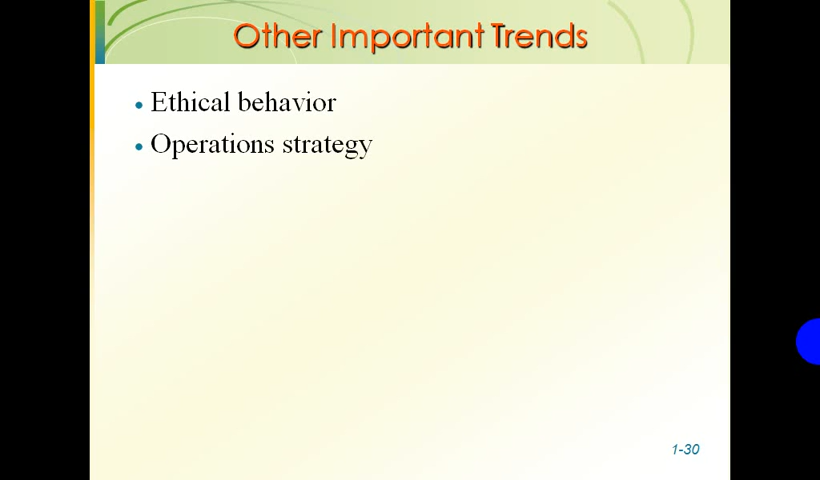 Other Important Trends
• Ethical behavior
• Operations strategy
1-30